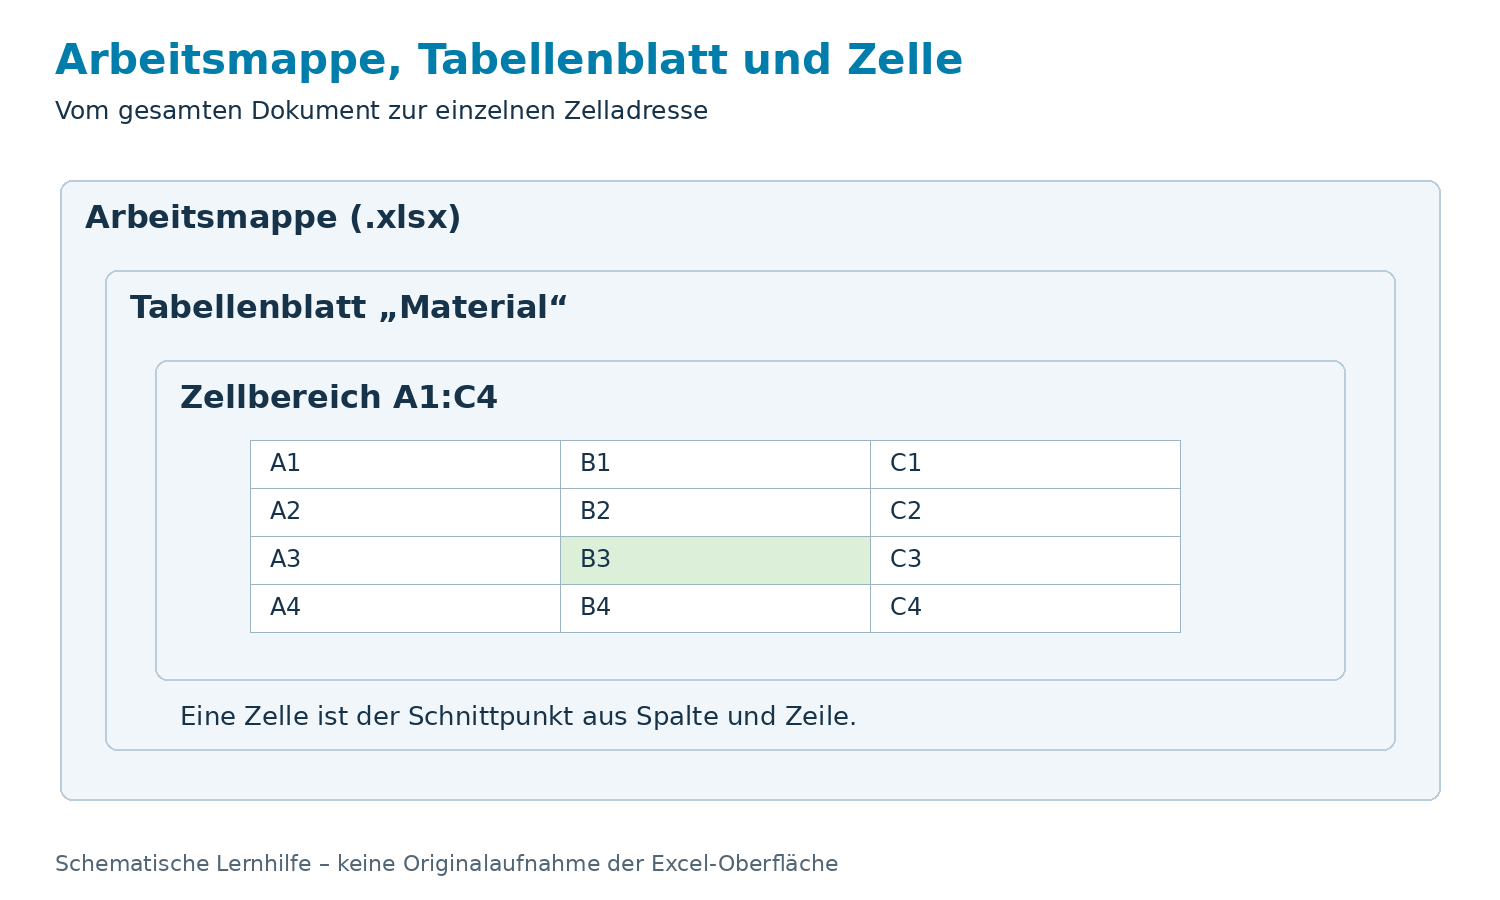 Arbeitsmappe, Tabellenblatt und Zelle
Vom gesamten Dokument zur einzelnen Zelladresse
Arbeitsmappe (.xlsx)
Tabellenblatt „Material“
Zellbereich A1:C4
A1 B1 C1
A2 B2 C2
A3 B3 C3
A4 B4 C4
Eine Zelle ist der Schnittpunkt aus Spalte und Zeile.
Schematische Lernhilfe – keine Originalaufnahme der Excel-Oberfläche